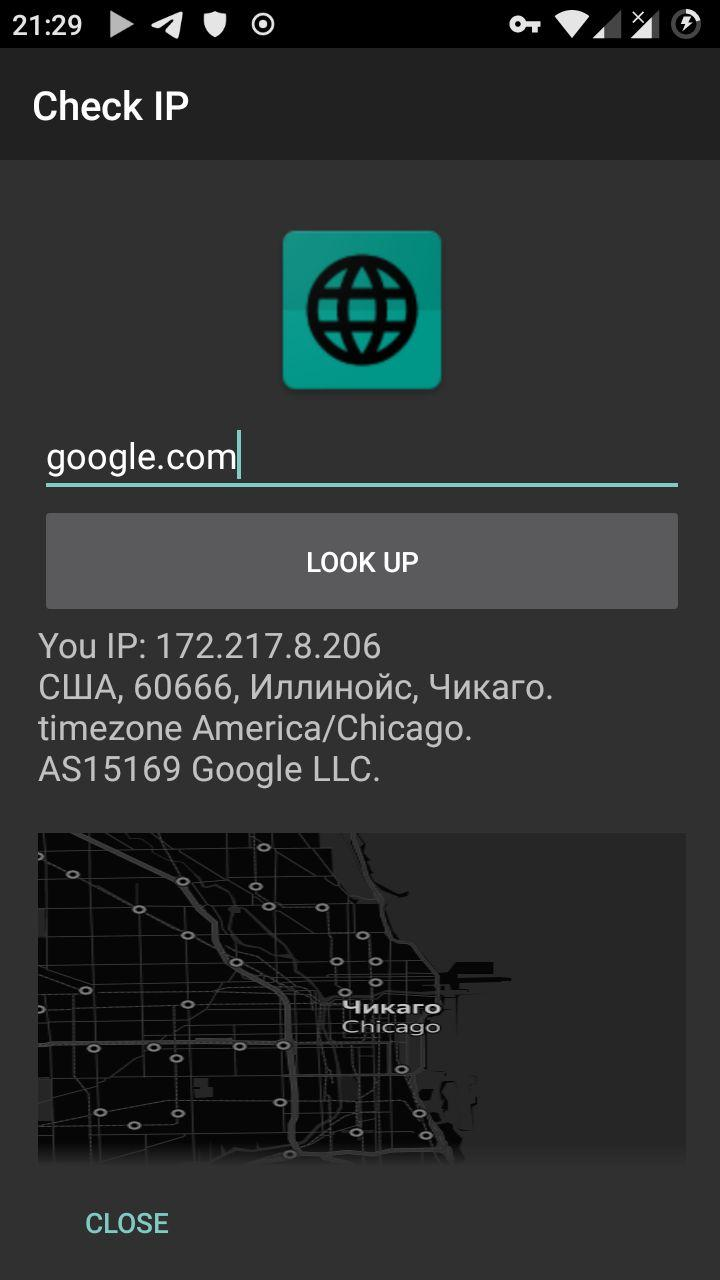 21:29
Check IP
google.com
LOOK UP
You IP: 172.217.8.206
США, 60666, Иллинойс, Чикаго.
timezone America/Chicago.
AS15169 Google LLC.
Чикаго
Chicago
CLOSE